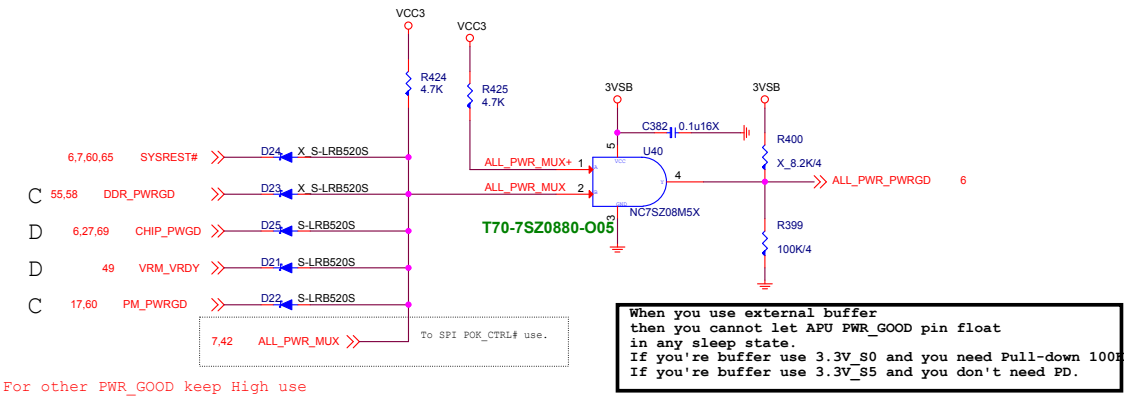 VCC3
VCC3
R424
4.7K
R425
4.7K
3VSB
3VSB
C382 0.1u16X
R400
X_8.2K/4
6,7,60,65 SYSREST# D24 X_S-LRB520S
ALL_PWR_MUX+ 1
5
VCC
U40
A
C 55,58 DDR_PWRGD D23 X_S-LRB520S
ALL_PWR_MUX 2
B
Y
4
ALL_PWR_PWRGD 6
GND
3
NC7SZ08M5X
T70-7SZ0880-O05
R399
100K/4
D 6,27,69 CHIP_PWGD D25 S-LRB520S
D 49 VRM_VRDY D21 S-LRB520S
C 17,60 PM_PWRGD D22 S-LRB520S
7,42 ALL_PWR_MUX To SPI POK_CTRL# use.
When you use external buffer
then you cannot let APU PWR_GOOD pin float
in any sleep state.
If you're buffer use 3.3V_S0 and you need Pull-down 100K
If you're buffer use 3.3V_S5 and you don't need PD.
For other PWR_GOOD keep High use